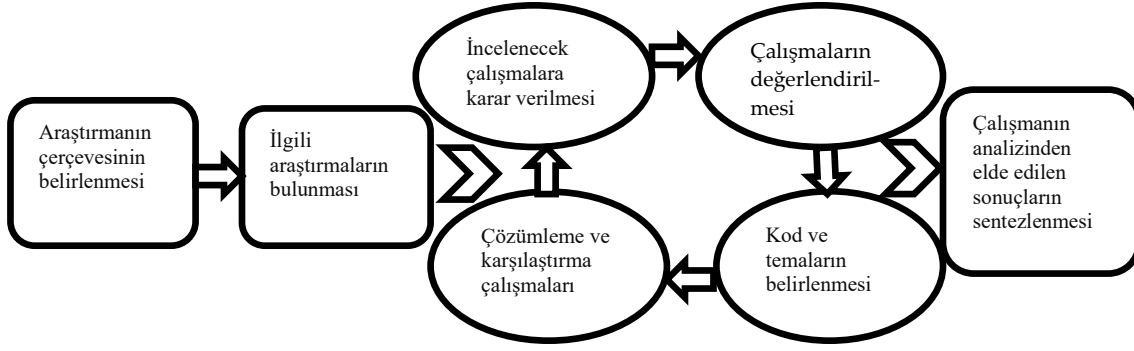 Araştırmanın
çerçevesinin
belirlenmesi
İlgili
araştırmaların
bulunması
İncelenecek
çalışmalara
karar verilmesi
Çalışmaların
değerlendiril-
mesi
Kod ve
temaların
belirlenmesi
Çözümleme ve
karşılaştırma
çalışmaları
Çalışmanın
analizinden
elde edilen
sonuçların
sentezlenmesi